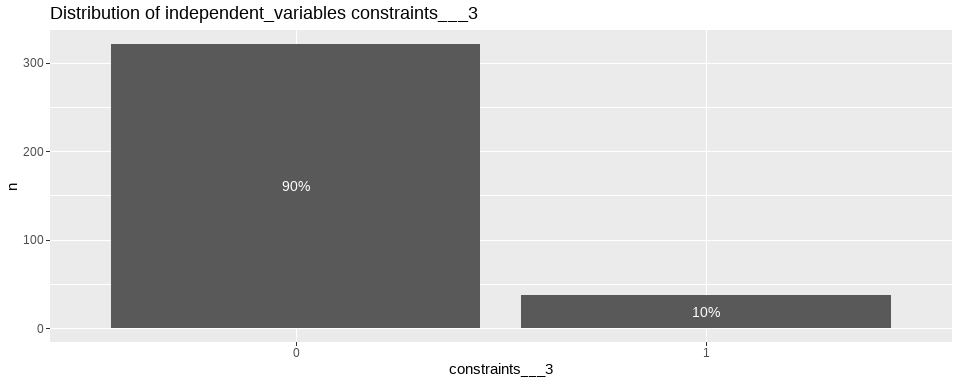 Distribution of independent_variables constraints___3
300
200
100
0
n
90%
10%
0
1
constraints___3